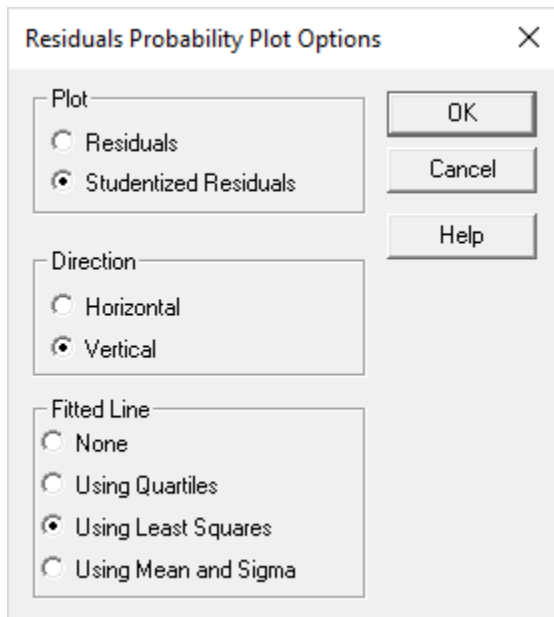 Residuals Probability Plot Options
Plot
Residuals
Studentized Residuals
OK
Cancel
Help
Direction
Horizontal
Vertical
Fitted Line
None
Using Quartiles
Using Least Squares
Using Mean and Sigma